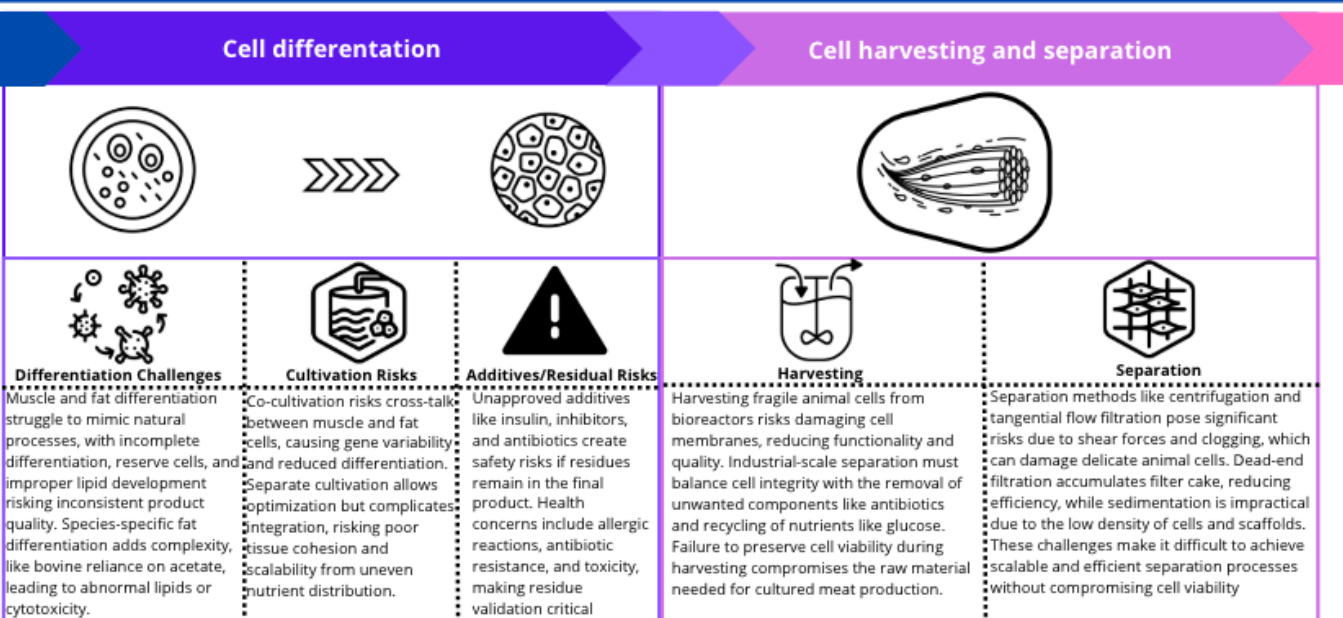 Cell differentation
Cell harvesting and separation
Differentiation Challenges
Muscle and fat differentiation
struggle to mimic natural
processes, with incomplete
differentiation, reserve cells, and
improper lipid development
risking inconsistent product
quality. Species-specific fat
differentiation adds complexity,
like bovine reliance on acetate,
leading to abnormal lipids or
cytotoxicity.
Cultivation Risks
Co-cultivation risks cross-talk
between muscle and fat
cells, causing gene variability
and reduced differentiation.
Separate cultivation allows
optimization but complicates
integration, risking poor
tissue cohesion and
scalability from uneven
nutrient distribution.
Additives/Residual Risks
Unapproved additives
like insulin, inhibitors,
and antibiotics create
safety risks if residues
remain in the final
product. Health
concerns include allergic
reactions, antibiotic
resistance, and toxicity,
making residue
validation critical
Harvesting
Harvesting fragile animal cells from
bioreactors risks damaging cell
membranes, reducing functionality and
quality. Industrial-scale separation must
balance cell integrity with the removal of
unwanted components like antibiotics
and recycling of nutrients like glucose.
Failure to preserve cell viability during
harvesting compromises the raw material
needed for cultured meat production.
Separation
Separation methods like centrifugation and
tangential flow filtration pose significant
risks due to shear forces and clogging, which
can damage delicate animal cells. Dead-end
filtration accumulates filter cake, reducing
efficiency, while sedimentation is impractical
due to the low density of cells and scaffolds.
These challenges make it difficult to achieve
scalable and efficient separation processes
without compromising cell viability